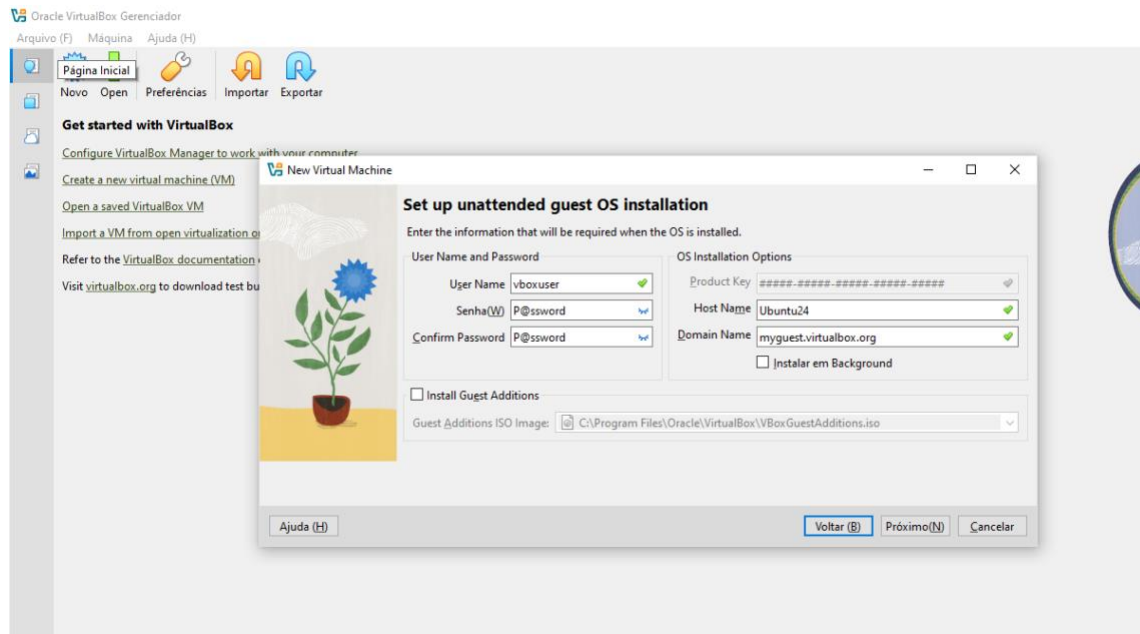 Oracle VirtualBox Gerenciador
Arquivo (F) Máquina Ajuda (H)
Página Inicial
Novo Open Preferências Importar Exportar
Get started with VirtualBox
Configure VirtualBox Manager to work with your computer
Create a new virtual machine (VM)
Open a saved VirtualBox VM
Import a VM from open virtualization
Refer to the VirtualBox documentation
Visit virtualbox.org to download test
New Virtual Machine
Set up unattended guest OS installation
Enter the information that will be required when the OS is installed.
User Name and Password
User Name vboxuser
Senha(W) P@ssword
Confirm Password P@ssword
OS Installation Options
Product Key #####-#####-#####-#####-#####
Host Name Ubuntu24
Domain Name myguest.virtualbox.org
Instalar em Background
Install Guest Additions
Guest Additions ISO Image: C:\Program Files\Oracle\VirtualBox\VBoxGuestAdditions.iso
Ajuda (H) Voltar (B) Próximo(N) Cancelar